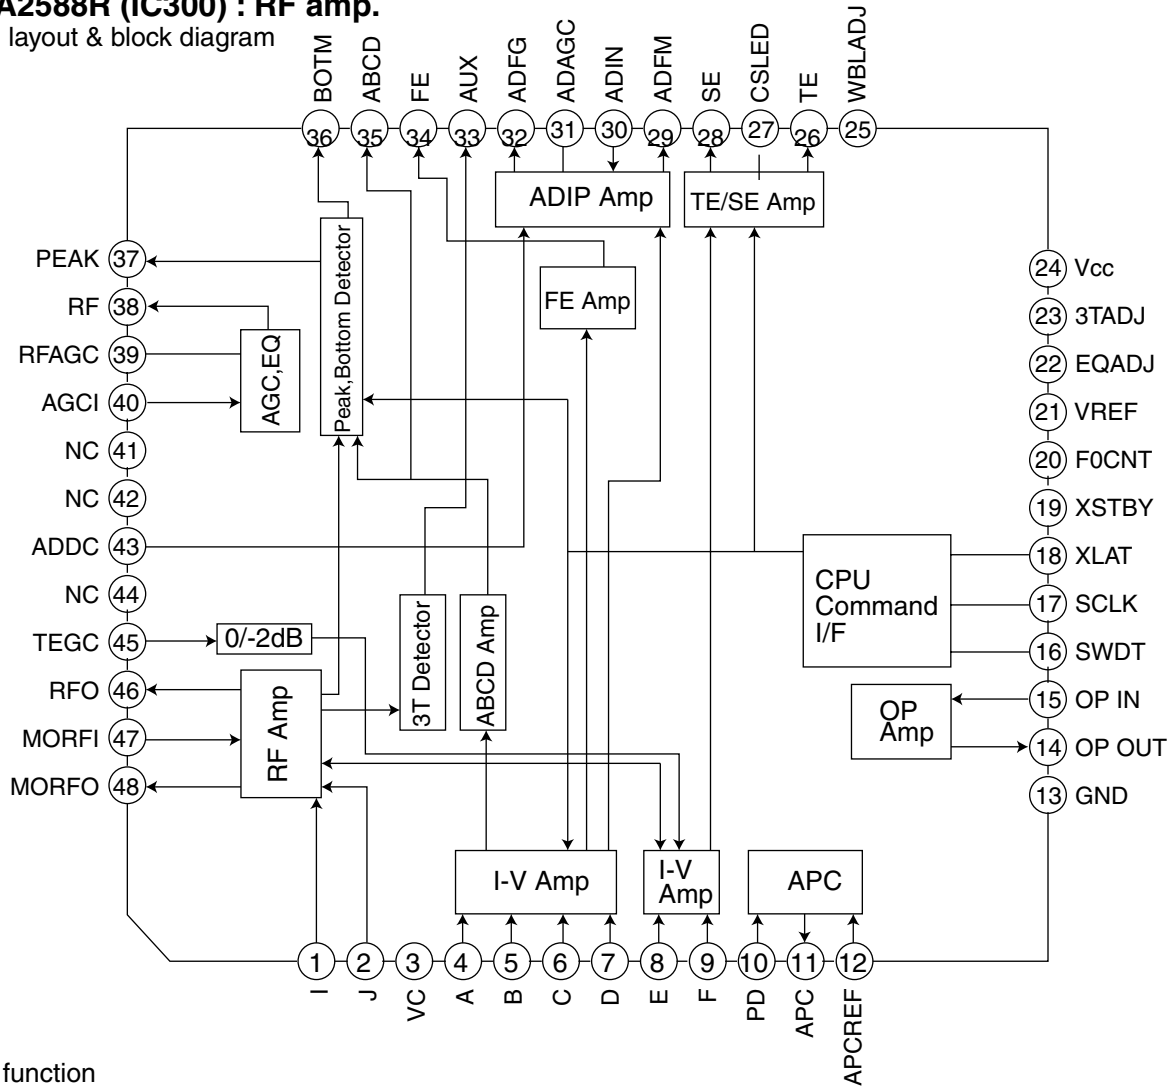 A2588R (IC300) : RF amp.
layout & block diagram
BOTM
ABCD
FE
AUX
ADFG
ADAGC
ADIN
ADFM
SE
CSLED
TE
WBLADJ
36
35
34
33
32
31
30
29
28
27
26
25
ADIP Amp
TE/SE Amp
Peak,Bottom Detector
FE Amp
AGC,EQ
PEAK 37
RF 38
RFAGC 39
AGCI 40
NC 41
NC 42
ADDC 43
NC 44
TEGC 45
RFO 46
MORFI 47
MORFO 48
24 Vcc
23 3TADJ
22 EQADJ
21 VREF
20 F0CNT
19 XSTBY
18 XLAT
17 SCLK
16 SWDT
15 OP IN
14 OP OUT
13 GND
CPU
Command
I/F
OP
Amp
0/-2dB
RF Amp
3T Detector
ABCD Amp
I-V Amp
I-V
Amp
APC
1
2
3
4
5
6
7
8
9
10
11
12
I
J
VC
A
B
C
D
E
F
PD
APC
APCREF
function